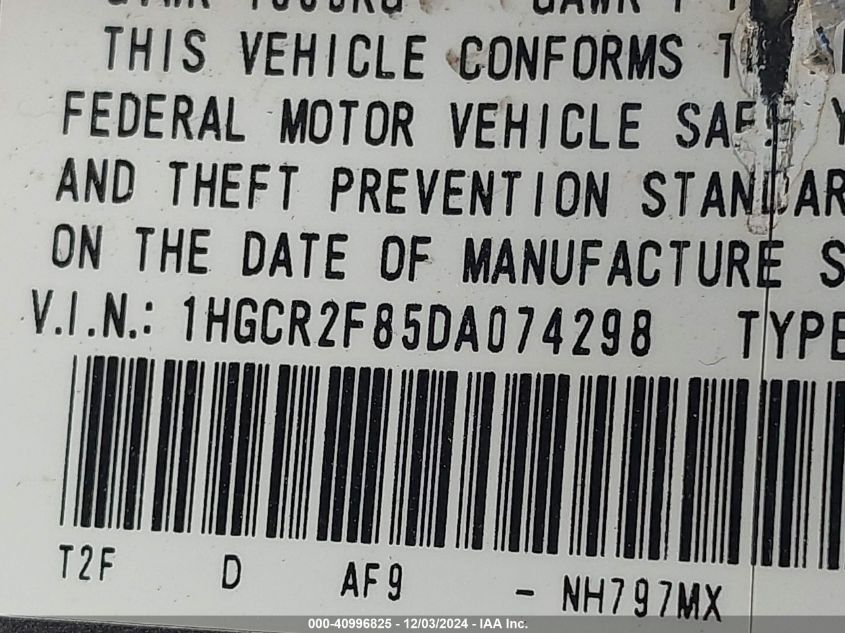 THIS VEHICLE CONFORMS
FEDERAL MOTOR VEHICLE
AND THEFT PREVENTION
ON THE DATE OF MANUFACTURE S
V.I.N.: 1HGCR2F85DA074298 TYPE
T2F D AF9 - NH797MX
000-40996825 - 12/03/2024 - IAA Inc.